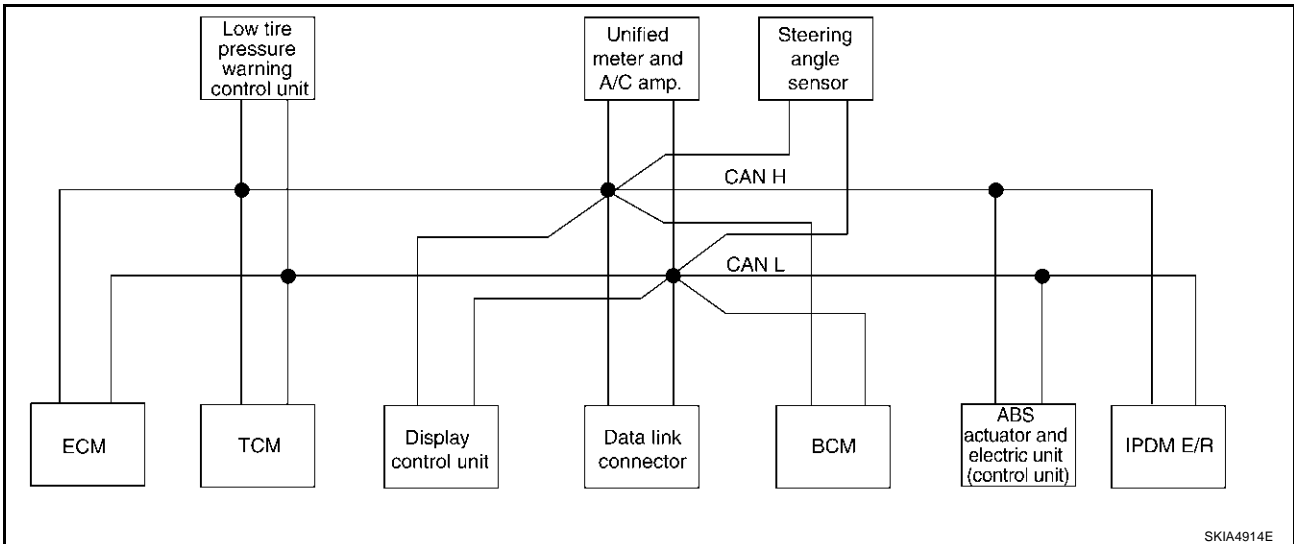 Low tire
pressure
warning
control unit
Unified
meter and
A/C amp.
Steering
angle
sensor
CAN H
CAN L
ECM
TCM
Display
control unit
Data link
connector
BCM
ABS
actuator and
electric unit
(control unit)
IPDM E/R
SKIA4914E